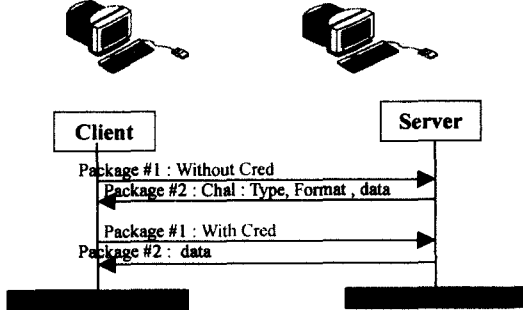 Client
Server
Package #1 : Without Cred
Package #2 : Chal : Type, Format , data
Package #1 : With Cred
Package #2 :  data